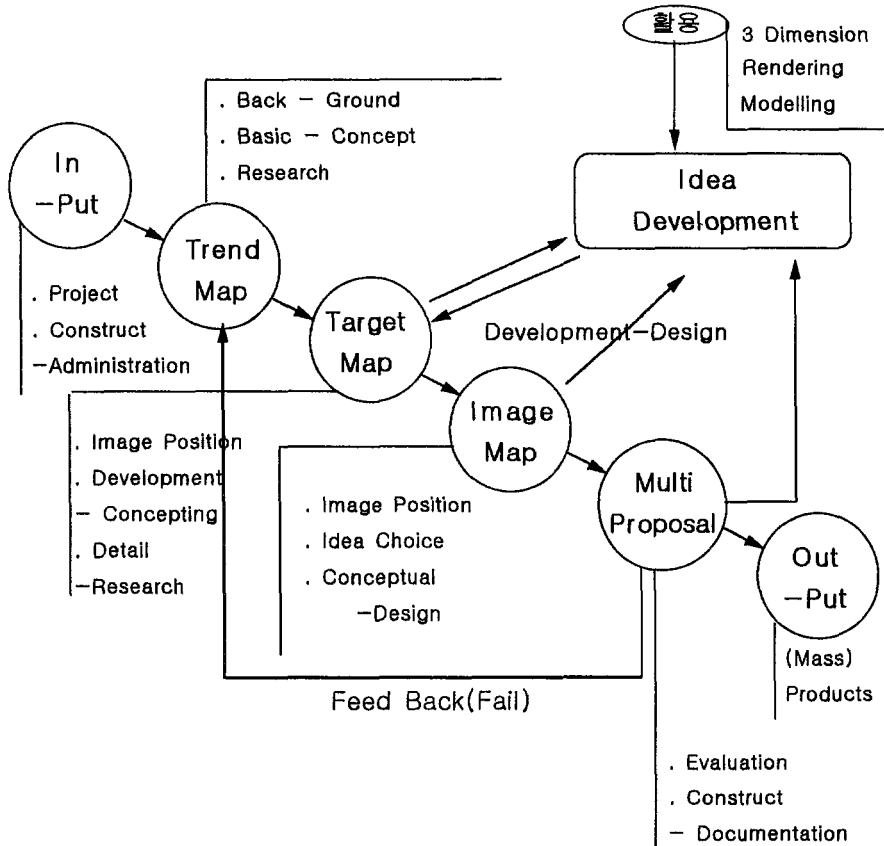 활용
3 Dimension
Rendering
Modelling
. Back - Ground
. Basic - Concept
. Research
In
-Put
Idea
Development
Trend
Map
. Project
. Construct
-Administration
Target
Map
Development-Design
Image
Map
. Image Position
. Development
- Concepting
. Detail
-Research
. Image Position
. Idea Choice
. Conceptual
-Design
Multi
Proposal
Out
-Put
(Mass)
Products
Feed Back(Fail)
. Evaluation
. Construct
- Documentation